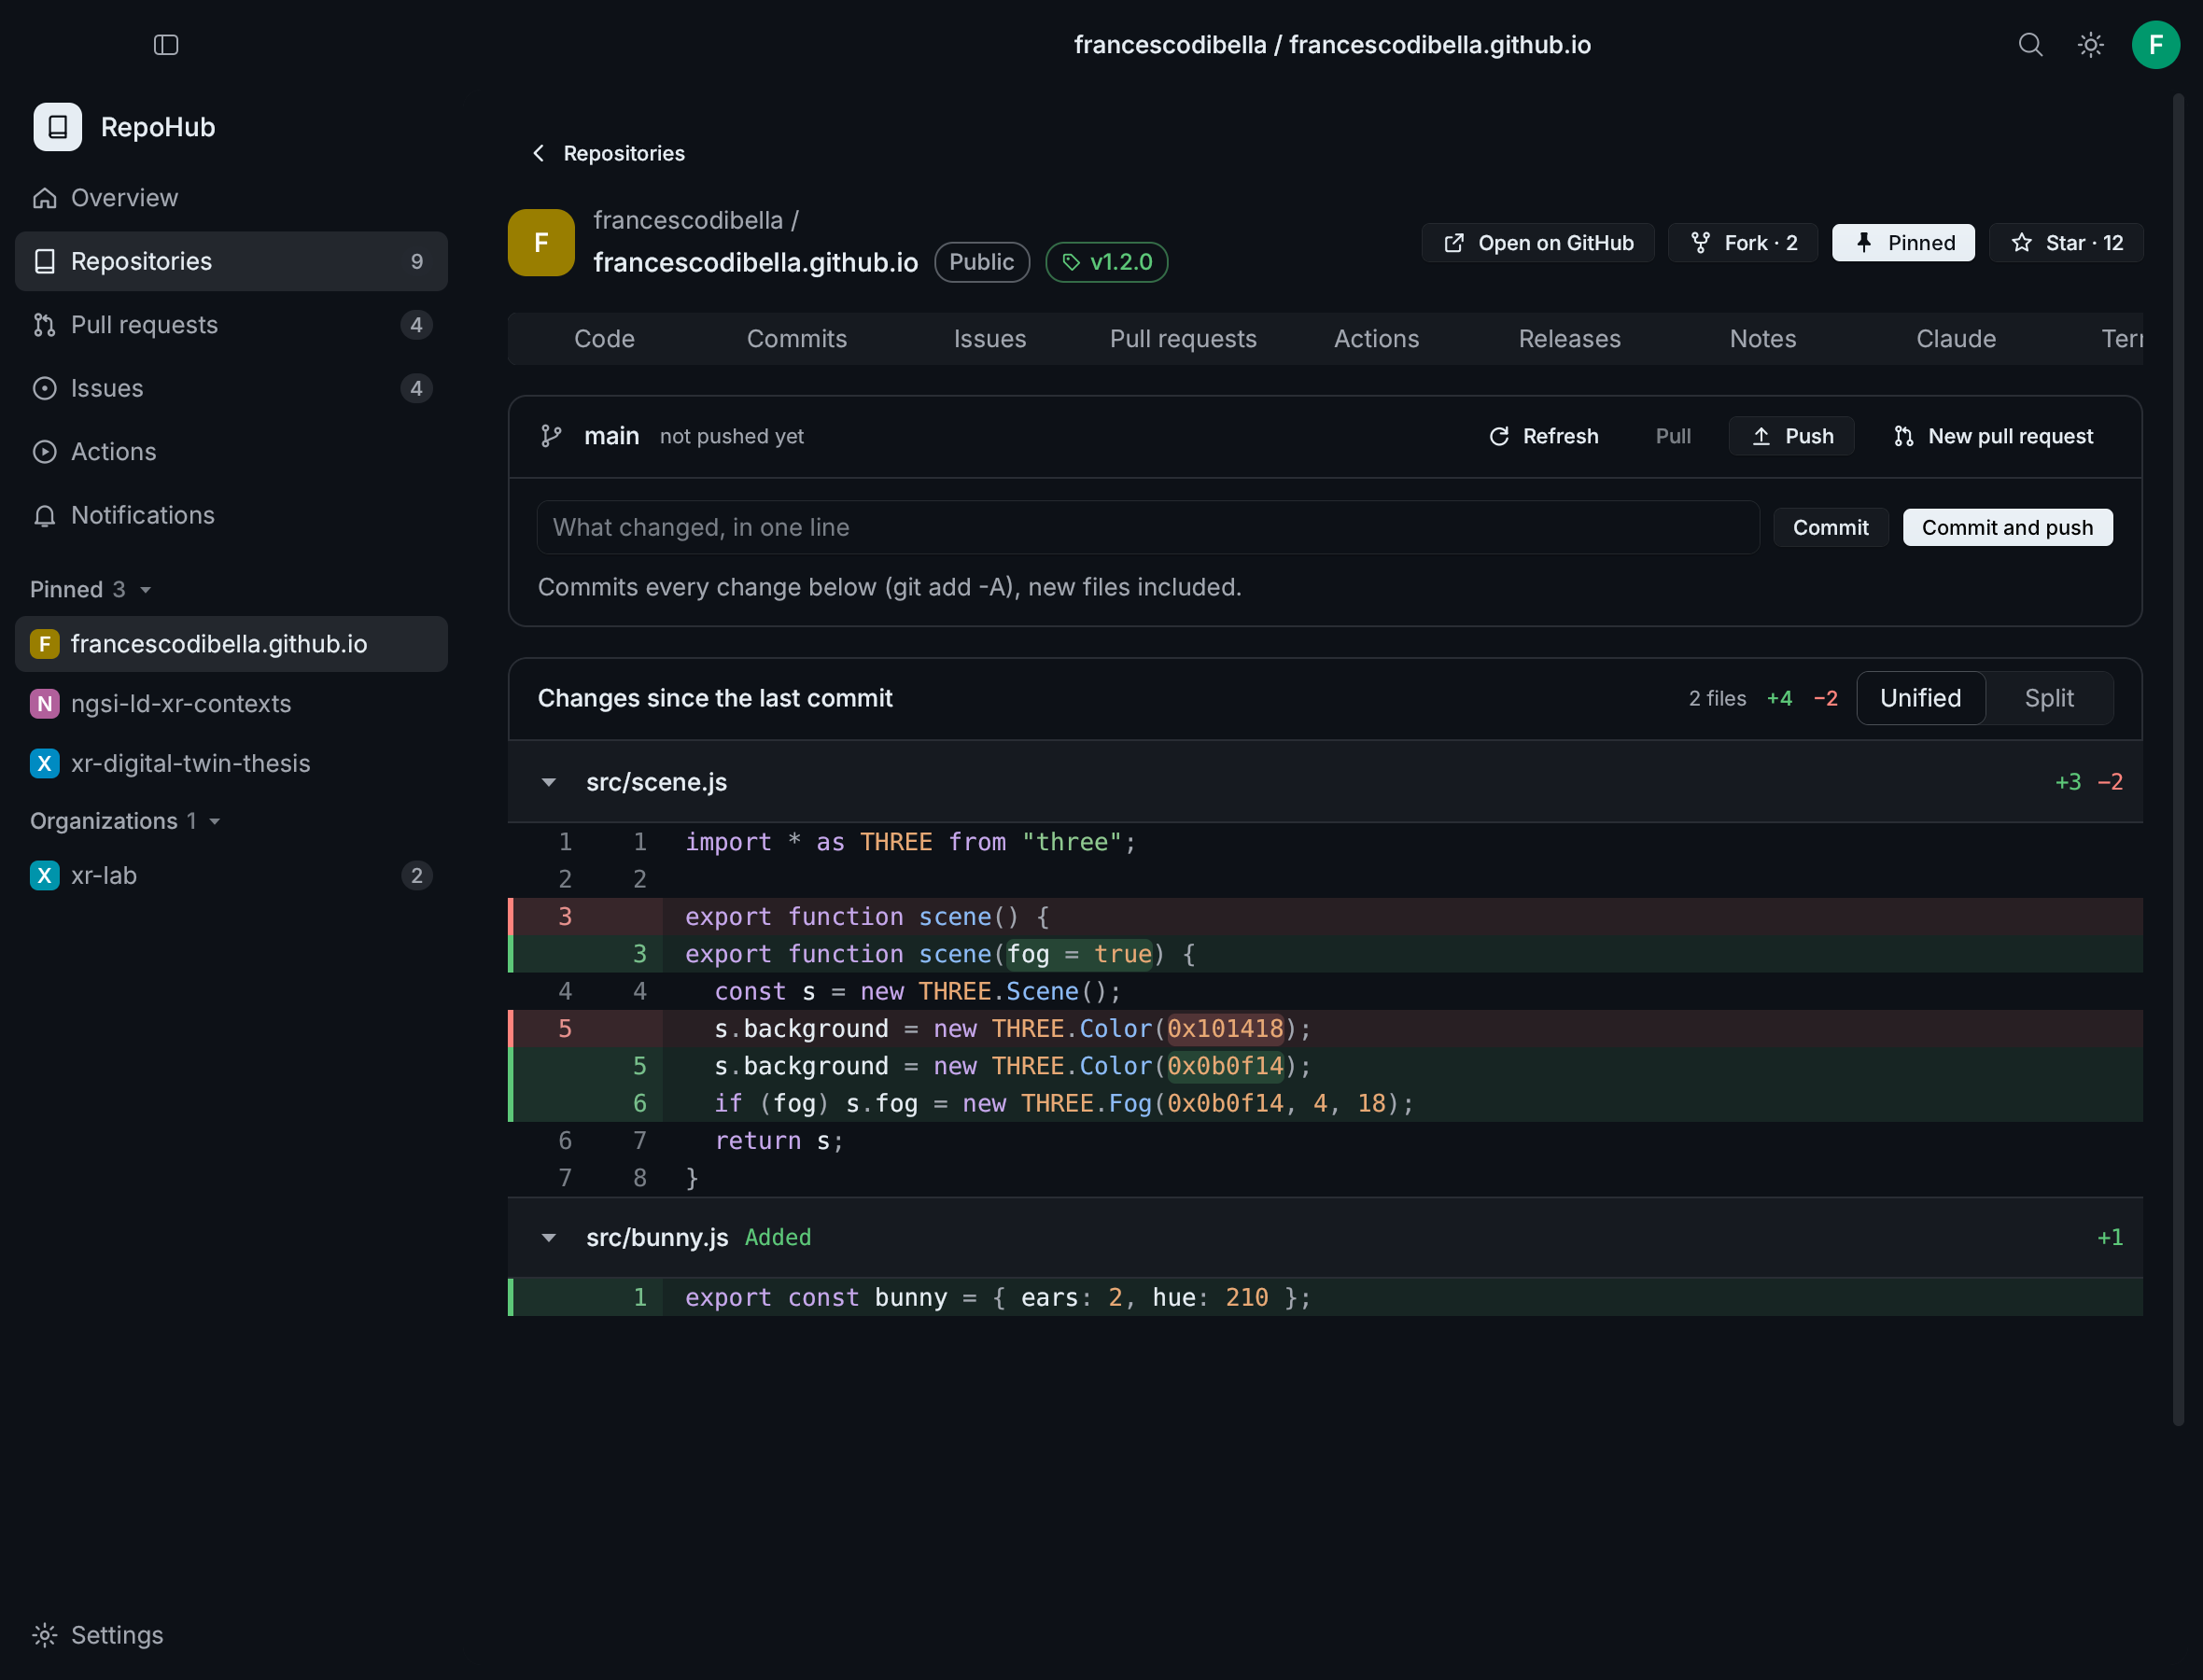 francescodibella / francescodibella.github.io
F
RepoHub
Overview
Repositories 9
Pull requests 4
Issues 4
Actions
Notifications
Pinned 3
F francescodibella.github.io
N ngsi-ld-xr-contexts
X xr-digital-twin-thesis
Organizations 1
X xr-lab 2
Settings
Repositories
F
francescodibella /
francescodibella.github.io Public v1.2.0
Open on GitHub Fork · 2 Pinned Star · 12
Code Commits Issues Pull requests Actions Releases Notes Claude
main not pushed yet Refresh Pull Push New pull request
What changed, in one line Commit Commit and push
Commits every change below (git add -A), new files included.
Changes since the last commit 2 files +4 −2 Unified Split
src/scene.js +3 −2
1 1 import * as THREE from "three";
2 2
3 export function scene() {
3 export function scene(fog = true) {
4 4 const s = new THREE.Scene();
5 s.background = new THREE.Color(0x101418);
5 s.background = new THREE.Color(0x0b0f14);
6 if (fog) s.fog = new THREE.Fog(0x0b0f14, 4, 18);
6 7 return s;
7 8 }
src/bunny.js Added +1
1 export const bunny = { ears: 2, hue: 210 };